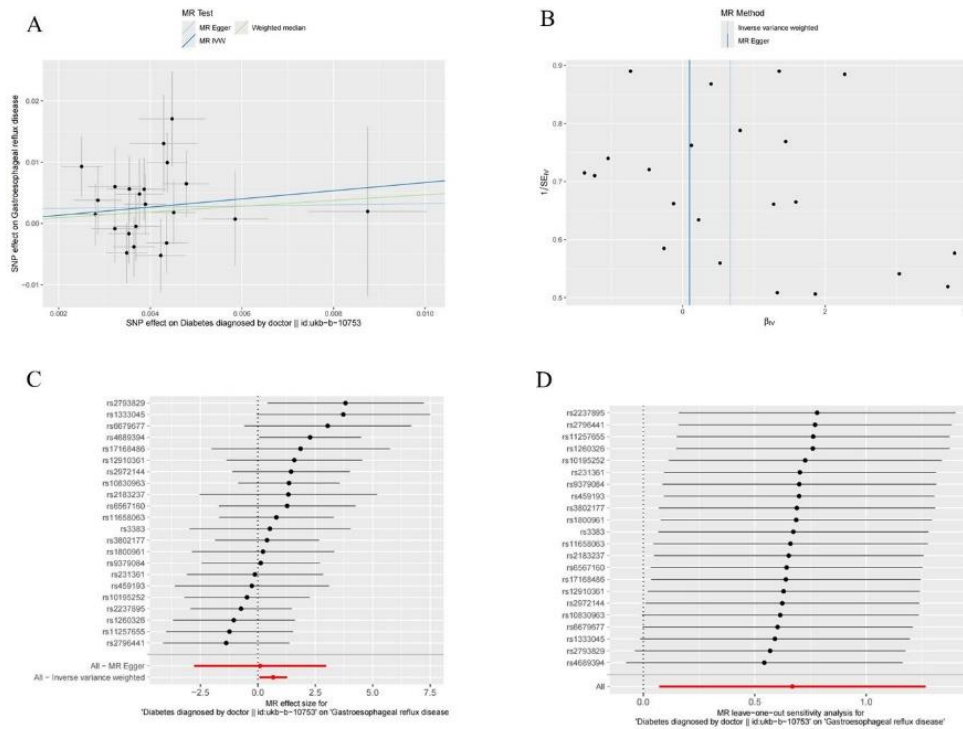 A
MR Test
MR Egger
Weighted median
MR IVW
SNP effect on Gastroesophageal reflux disease
0.02
0.01
0.00
−0.01
0.002
0.004
0.006
0.008
0.010
SNP effect on Diabetes diagnosed by doctor || id:ukb−b−10753
B
MR Method
Inverse variance weighted
MR Egger
1/SEIV
0.9
0.8
0.7
0.6
0.5
0
2
βIV
C
rs2793829
rs1333045
rs6679677
rs4689394
rs17168486
rs12910361
rs2972144
rs10830963
rs2183237
rs6567160
rs11658063
rs3383
rs3802177
rs1800961
rs9379084
rs231361
rs459193
rs10195252
rs2237895
rs1260326
rs11257655
rs2796441
All − MR Egger
All − Inverse variance weighted
−2.5
0.0
2.5
5.0
7.5
MR effect size for
'Diabetes diagnosed by doctor || id:ukb−b−10753' on 'Gastroesophageal reflux disease
D
rs2237895
rs2796441
rs11257655
rs1260326
rs10195252
rs231361
rs9379084
rs459193
rs3802177
rs1800961
rs3383
rs11658063
rs2183237
rs6567160
rs17168486
rs12910361
rs2972144
rs10830963
rs6679677
rs1333045
rs2793829
rs4689394
All
0.0
0.5
1.0
MR leave−one−out sensitivity analysis for
'Diabetes diagnosed by doctor || id:ukb−b−10753' on 'Gastroesophageal reflux disease'